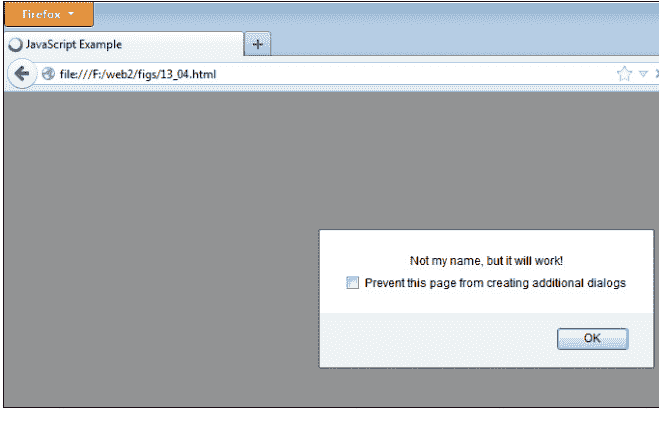 Firefox
JavaScript Example
file:///F:/web2/figs/13_04.html
Not my name, but it will work!
Prevent this page from creating additional dialogs
OK